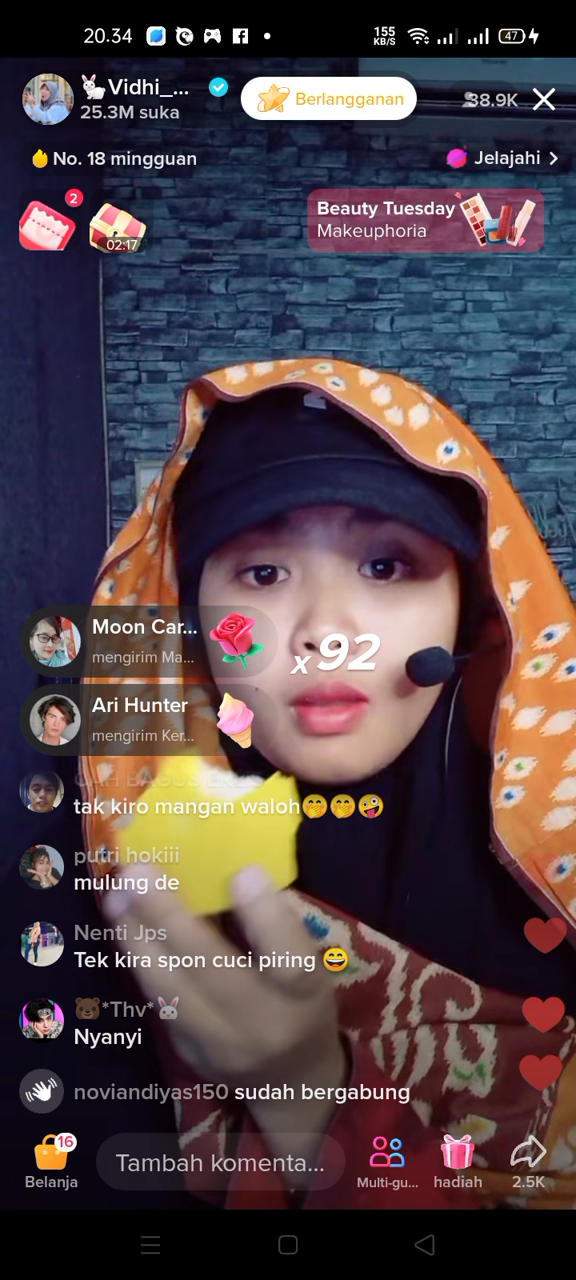 20.34
155
KB/S
47
Vidhi_...
25.3M suka
Berlangganan
38.9K
No. 18 mingguan
Jelajahi
2
02:17
Beauty Tuesday
Makeuphoria
Moon Car...
mengirim Ma...
x92
Ari Hunter
mengirim Ker...
tak kiro mangan waloh🤭🤭🤪
putri hokiii
mulung de
Nenti Jps
Tek kira spon cuci piring 😄
🐻*Thv*🐰
Nyanyi
noviandiyas150 sudah bergabung
16
Belanja
Tambah komenta...
Multi-gu...
hadiah
2.5K